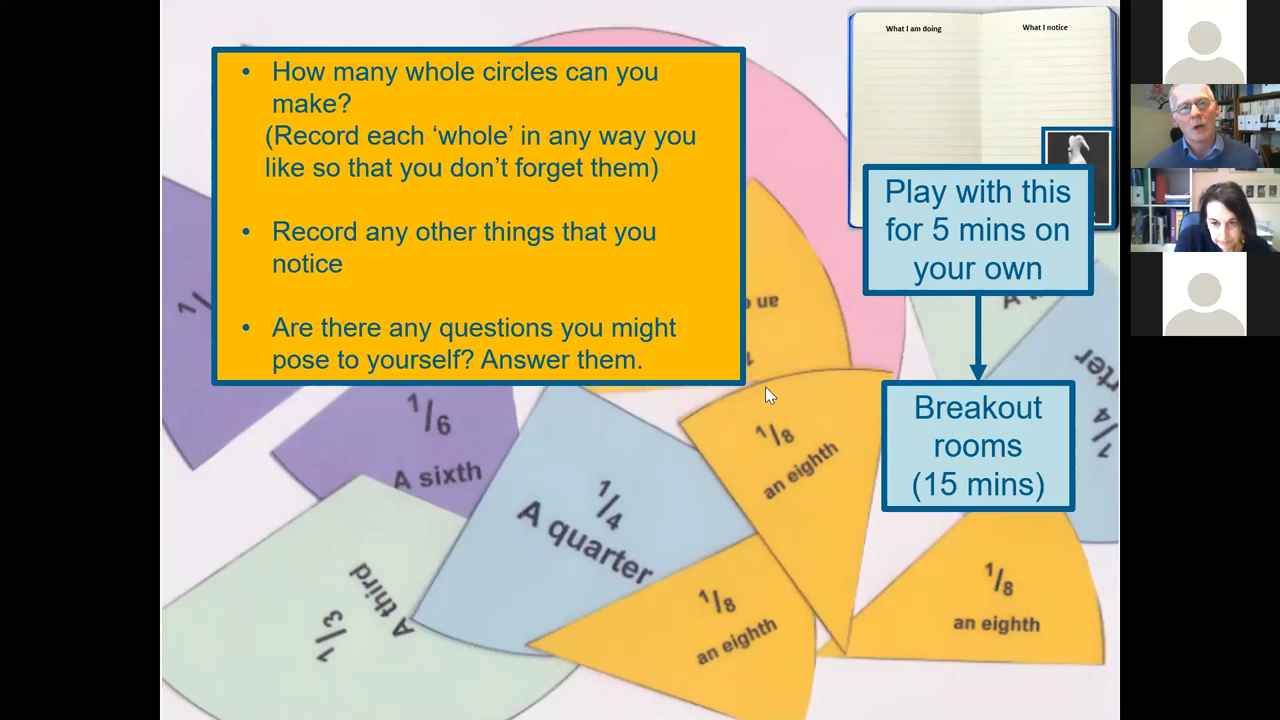 • How many whole circles can you
make?
(Record each ‘whole’ in any way you
like so that you don’t forget them)
• Record any other things that you
notice
• Are there any questions you might
pose to yourself? Answer them.
What I am doing
What I notice
Play with this
for 5 mins on
your own
Breakout
rooms
(15 mins)
1/6
A sixth
1/4
A quarter
1/3
A third
1/8
an eighth
1/8
an eighth
1/8
an eighth
1/4